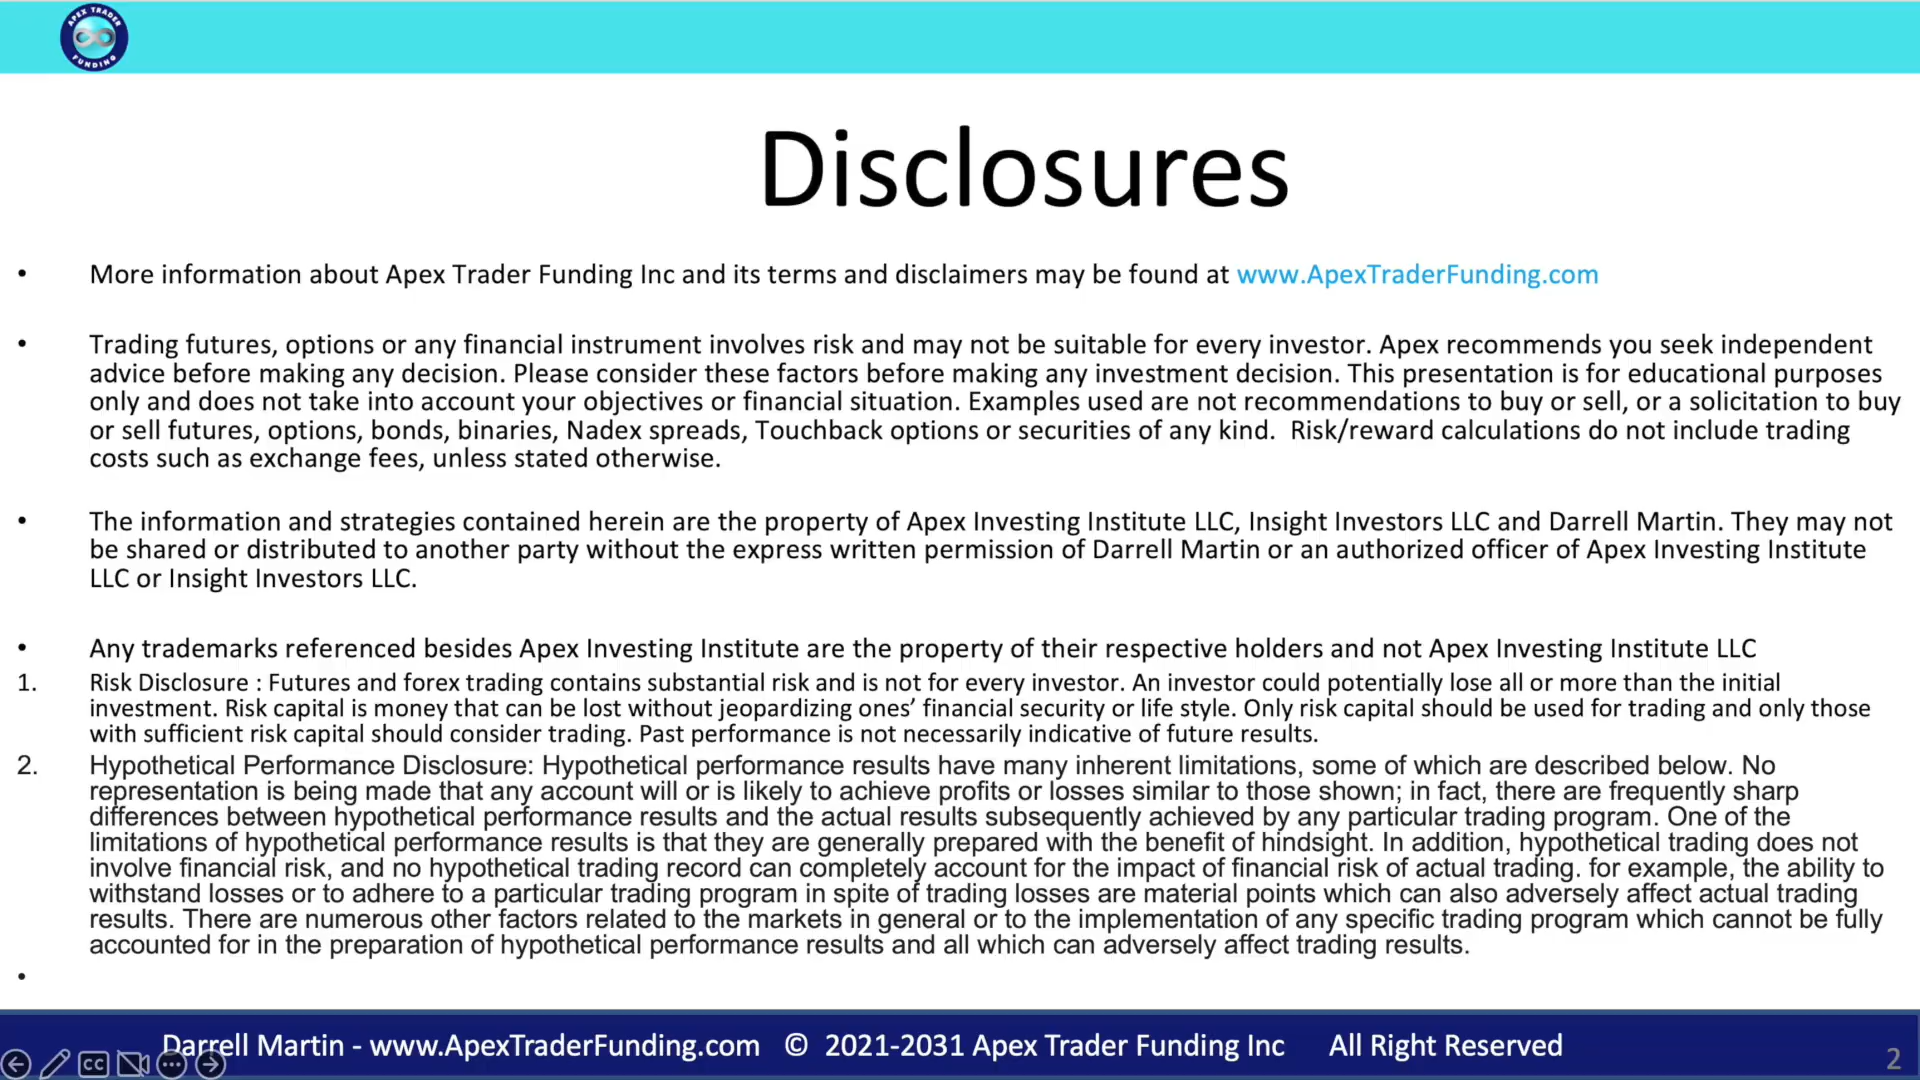 APEX TRADER
FUNDING
Disclosures
• More information about Apex Trader Funding Inc and its terms and disclaimers may be found at www.ApexTraderFunding.com
• Trading futures, options or any financial instrument involves risk and may not be suitable for every investor. Apex recommends you seek independent
advice before making any decision. Please consider these factors before making any investment decision. This presentation is for educational purposes
only and does not take into account your objectives or financial situation. Examples used are not recommendations to buy or sell, or a solicitation to buy
or sell futures, options, bonds, binaries, Nadex spreads, Touchback options or securities of any kind.  Risk/reward calculations do not include trading
costs such as exchange fees, unless stated otherwise.
• The information and strategies contained herein are the property of Apex Investing Institute LLC, Insight Investors LLC and Darrell Martin. They may not
be shared or distributed to another party without the express written permission of Darrell Martin or an authorized officer of Apex Investing Institute
LLC or Insight Investors LLC.
• Any trademarks referenced besides Apex Investing Institute are the property of their respective holders and not Apex Investing Institute LLC
1. Risk Disclosure : Futures and forex trading contains substantial risk and is not for every investor. An investor could potentially lose all or more than the initial
investment. Risk capital is money that can be lost without jeopardizing ones’ financial security or life style. Only risk capital should be used for trading and only those
with sufficient risk capital should consider trading. Past performance is not necessarily indicative of future results.
2. Hypothetical Performance Disclosure: Hypothetical performance results have many inherent limitations, some of which are described below. No
representation is being made that any account will or is likely to achieve profits or losses similar to those shown; in fact, there are frequently sharp
differences between hypothetical performance results and the actual results subsequently achieved by any particular trading program. One of the
limitations of hypothetical performance results is that they are generally prepared with the benefit of hindsight. In addition, hypothetical trading does not
involve financial risk, and no hypothetical trading record can completely account for the impact of financial risk of actual trading. for example, the ability to
withstand losses or to adhere to a particular trading program in spite of trading losses are material points which can also adversely affect actual trading
results. There are numerous other factors related to the markets in general or to the implementation of any specific trading program which cannot be fully
accounted for in the preparation of hypothetical performance results and all which can adversely affect trading results.
•
Darrell Martin - www.ApexTraderFunding.com © 2021-2031 Apex Trader Funding Inc All Right Reserved
CC
2